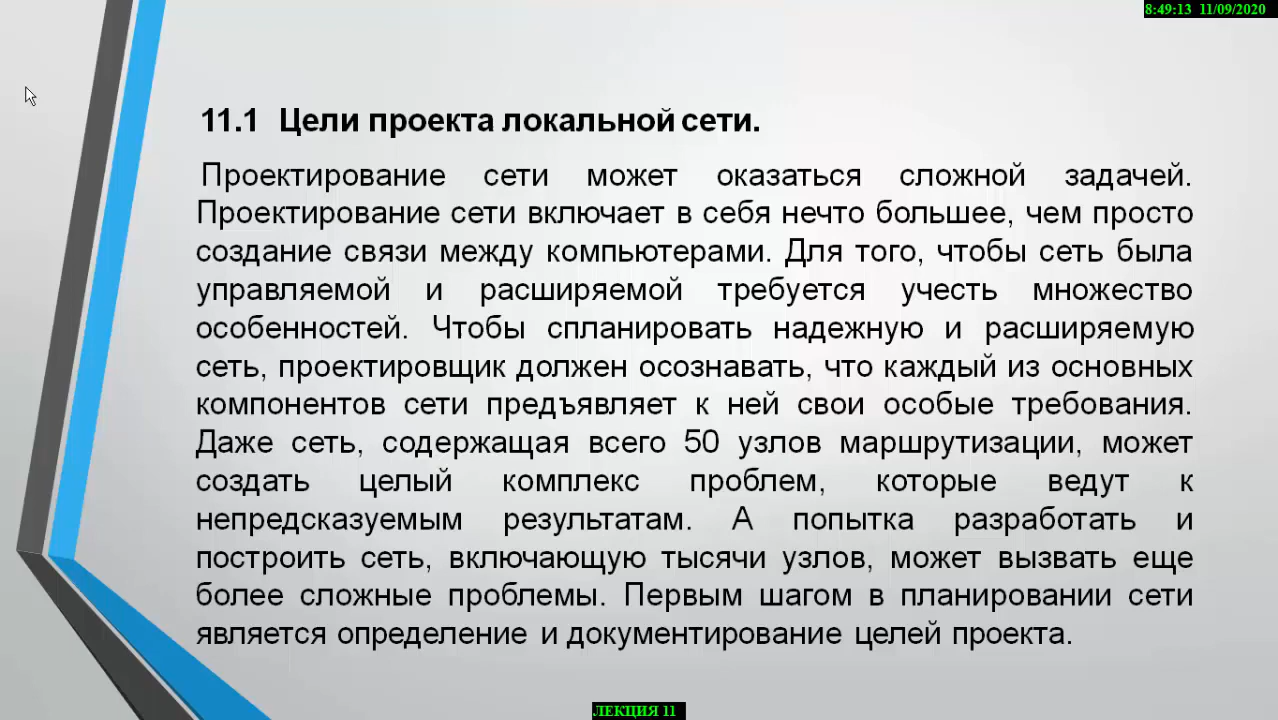 8:49:13 11/09/2020
11.1 Цели проекта локальной сети.
Проектирование сети может оказаться сложной задачей.
Проектирование сети включает в себя нечто большее, чем просто
создание связи между компьютерами. Для того, чтобы сеть была
управляемой и расширяемой требуется учесть множество
особенностей. Чтобы спланировать надежную и расширяемую
сеть, проектировщик должен осознавать, что каждый из основных
компонентов сети предъявляет к ней свои особые требования.
Даже сеть, содержащая всего 50 узлов маршрутизации, может
создать целый комплекс проблем, которые ведут к
непредсказуемым результатам. А попытка разработать и
построить сеть, включающую тысячи узлов, может вызвать еще
более сложные проблемы. Первым шагом в планировании сети
является определение и документирование целей проекта.
ЛЕКЦИЯ 11